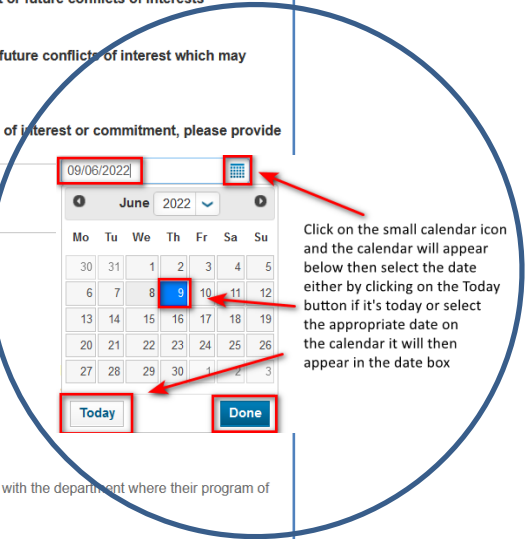 t or future conflicts of interests
future conflicts of interest which may
of interest or commitment, please provide
09/06/2022
June 2022
Mo Tu We Th Fr Sa Su
30 31 1 2 3 4 5
6 7 8 9 10 11 12
13 14 15 16 17 18 19
20 21 22 23 24 25 26
27 28 29 30 1 2 3
Today Done
Click on the small calendar icon
and the calendar will appear
below then select the date
either by clicking on the Today
button if it's today or select
the appropriate date on
the calendar it will then
appear in the date box
with the department where their program of